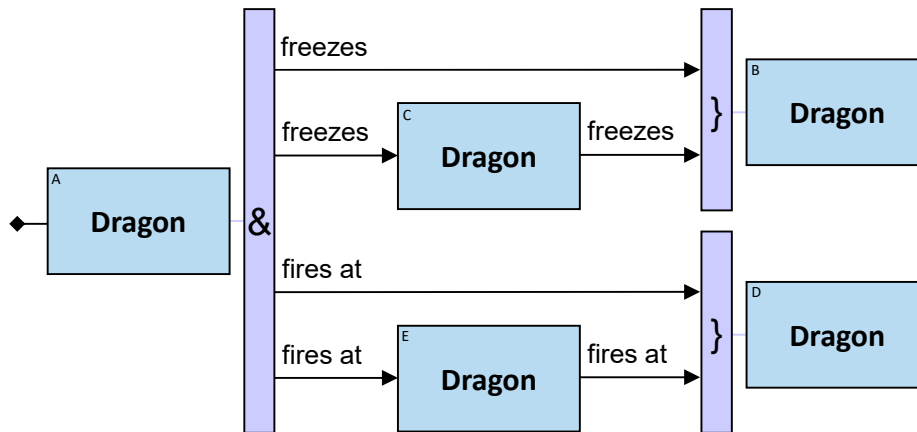 freezes
B
Dragon
}
freezes
C
Dragon
freezes
A
Dragon
&
fires at
D
Dragon
}
fires at
E
Dragon
fires at